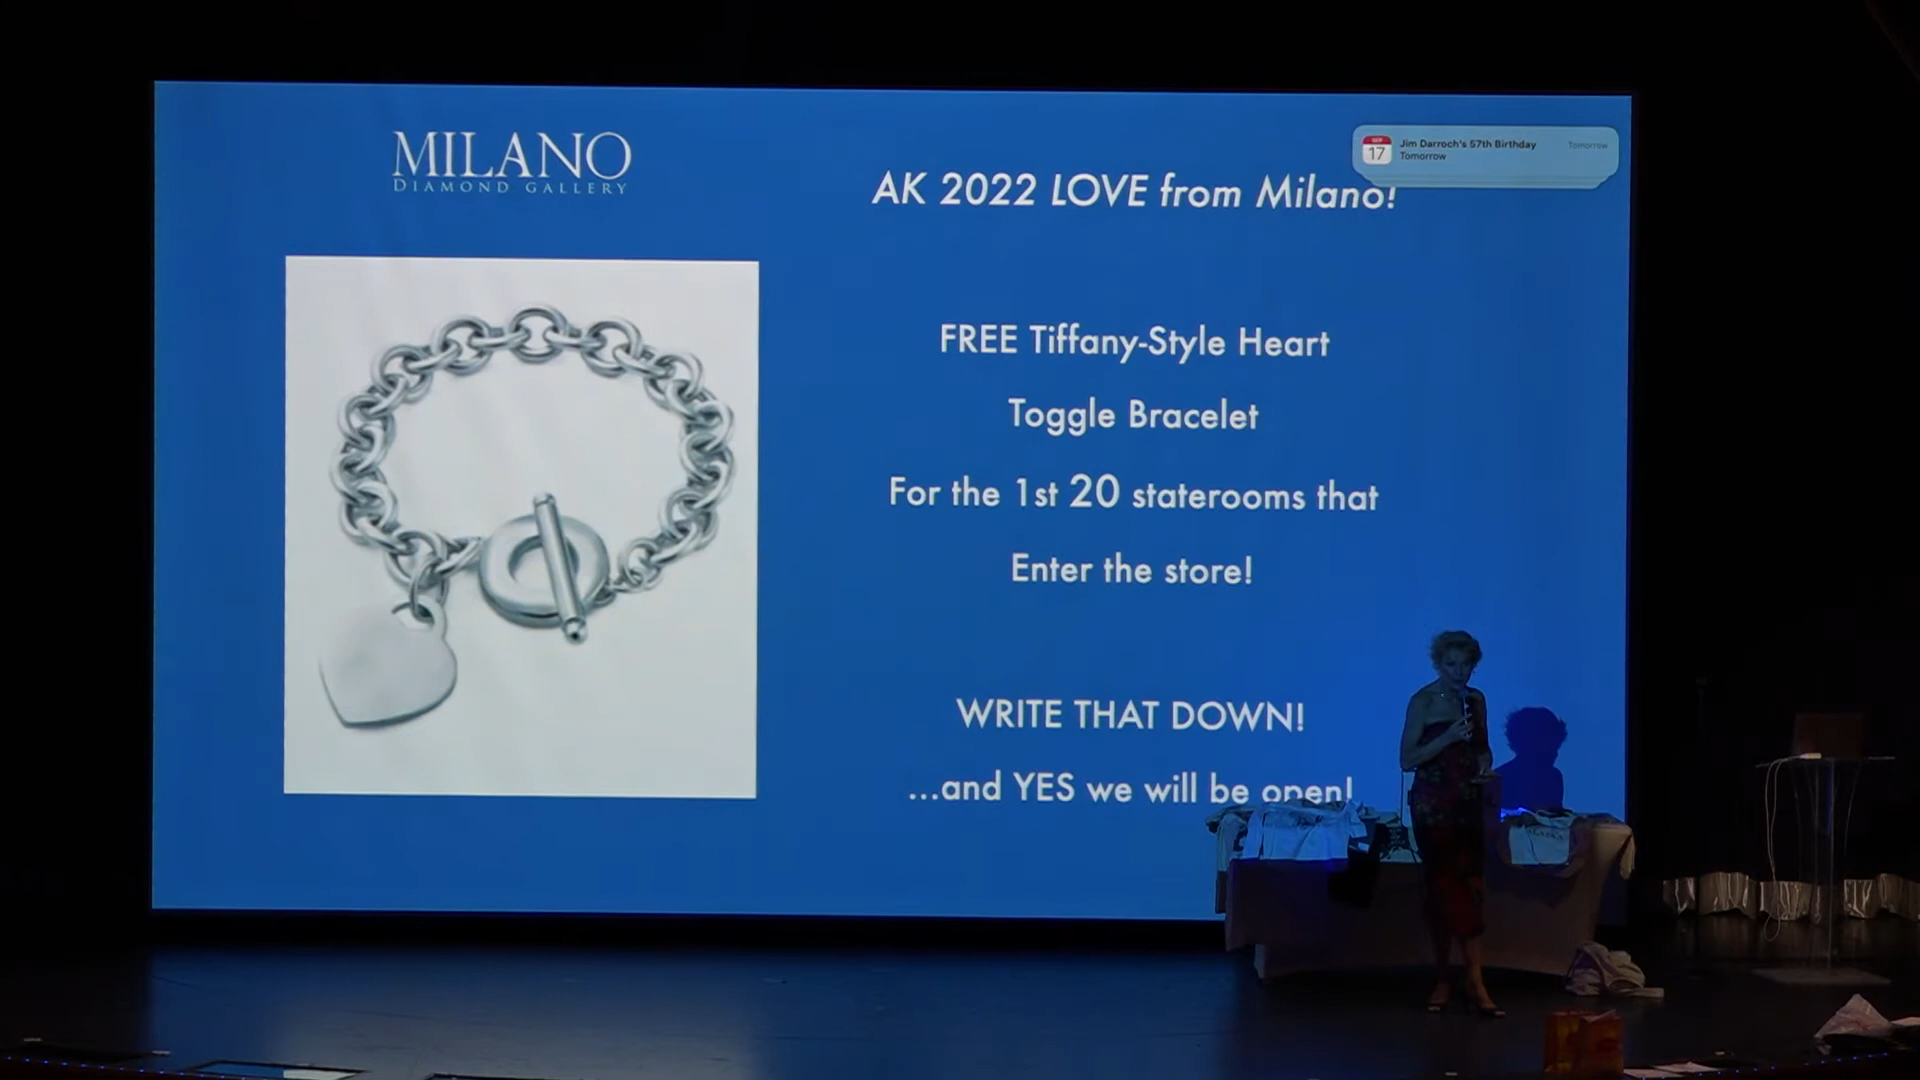 MILANO
DIAMOND GALLERY
AK 2022 LOVE from Milano!
SEP
17
Jim Darroch's 57th Birthday
Tomorrow
Tomorrow
FREE Tiffany-Style Heart
Toggle Bracelet
For the 1st 20 staterooms that
Enter the store!
WRITE THAT DOWN!
...and YES we will be open!
ALASKA